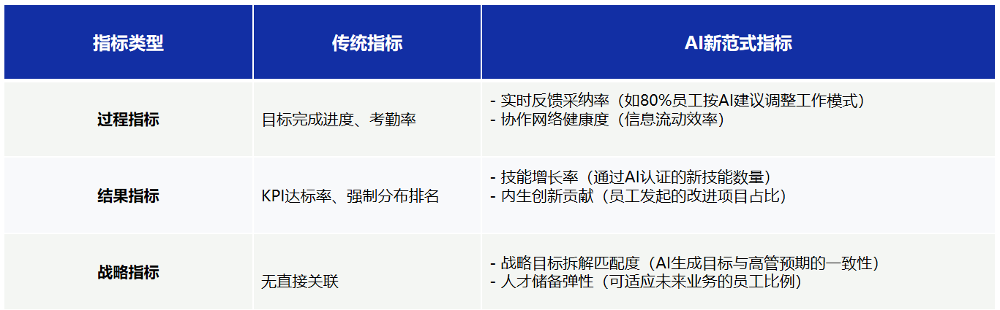 指标类型 传统指标 AI新范式指标
过程指标 目标完成进度、考勤率
- 实时反馈采纳率（如80%员工按AI建议调整工作模式）
- 协作网络健康度（信息流动效率）
结果指标 KPI达标率、强制分布排名
- 技能增长率（通过AI认证的新技能数量）
- 内生创新贡献（员工发起的改进项目占比）
战略指标 无直接关联
- 战略目标拆解匹配度（AI生成目标与高管预期的一致性）
- 人才储备弹性（可适应未来业务的员工比例）